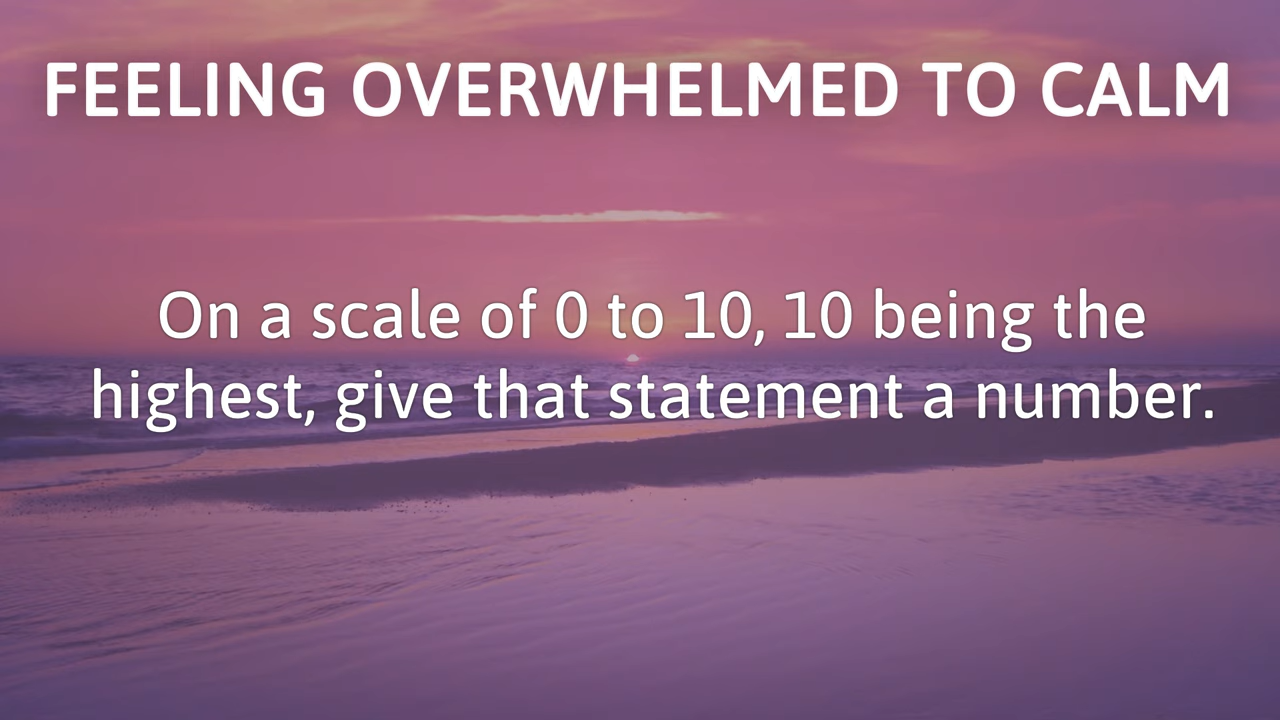 FEELING OVERWHELMED TO CALM
On a scale of 0 to 10, 10 being the
highest, give that statement a number.